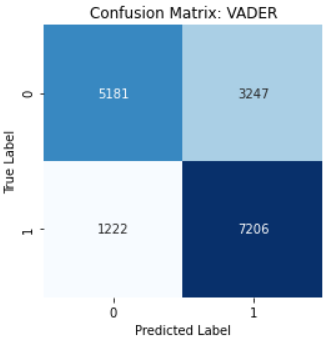 Confusion Matrix: VADER
True Label
0
5181 3247
1
1222 7206
0 1
Predicted Label